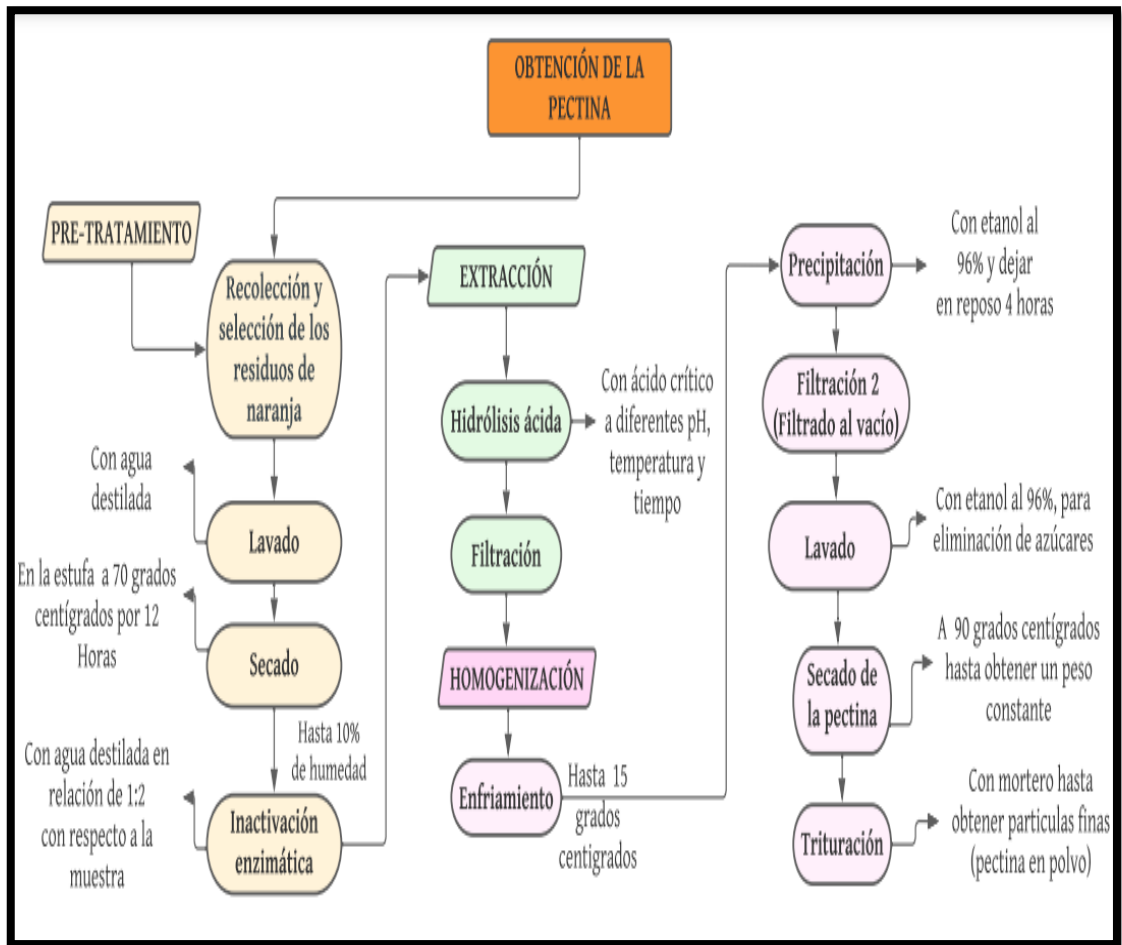 OBTENCIÓN DE LA
PECTINA
PRE-TRATAMIENTO
Recolección y
selección de los
residuos de
naranja
Con agua
destilada
Lavado
En la estufa a 70 grados
centígrados por 12
Horas
Secado
Hasta 10%
de humedad
Con agua destilada en
relación de 1:2
con respecto a la
muestra
Inactivación
enzimática
EXTRACCIÓN
Hidrólisis ácida
Con ácido crítico
a diferentes pH,
temperatura y
tiempo
Filtración
HOMOGENIZACIÓN
Enfriamiento
Hasta 15
grados
centigrados
Precipitación
Con etanol al
96% y dejar
en reposo 4 horas
Filtración 2
(Filtrado al vacío)
Lavado
Con etanol al 96%, para
eliminación de azúcares
Secado de
la pectina
A 90 grados centígrados
hasta obtener un peso
constante
Trituración
Con mortero hasta
obtener particulas finas
(pectina en polvo)